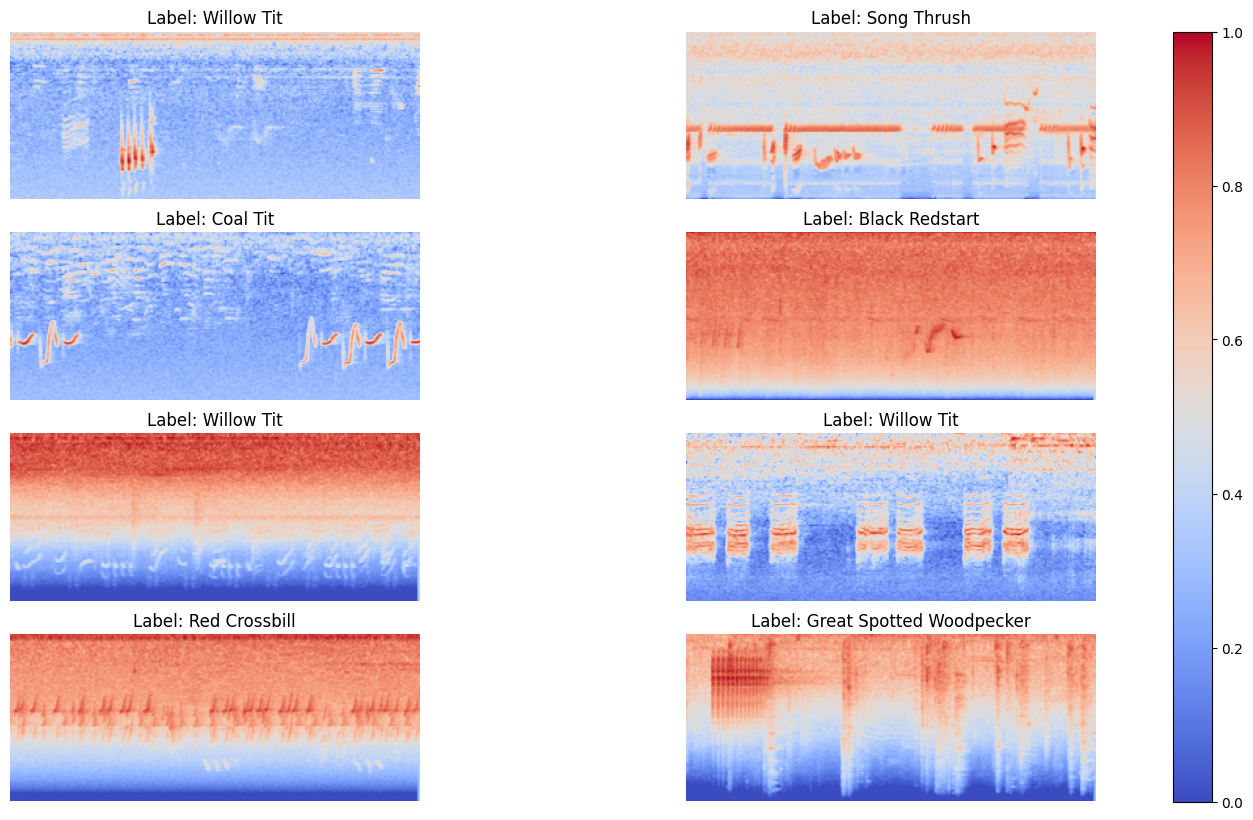 Label: Willow Tit
Label: Song Thrush
1.0
Label: Coal Tit
Label: Black Redstart
0.8
0.6
Label: Willow Tit
Label: Willow Tit
0.4
Label: Red Crossbill
Label: Great Spotted Woodpecker
0.2
0.0